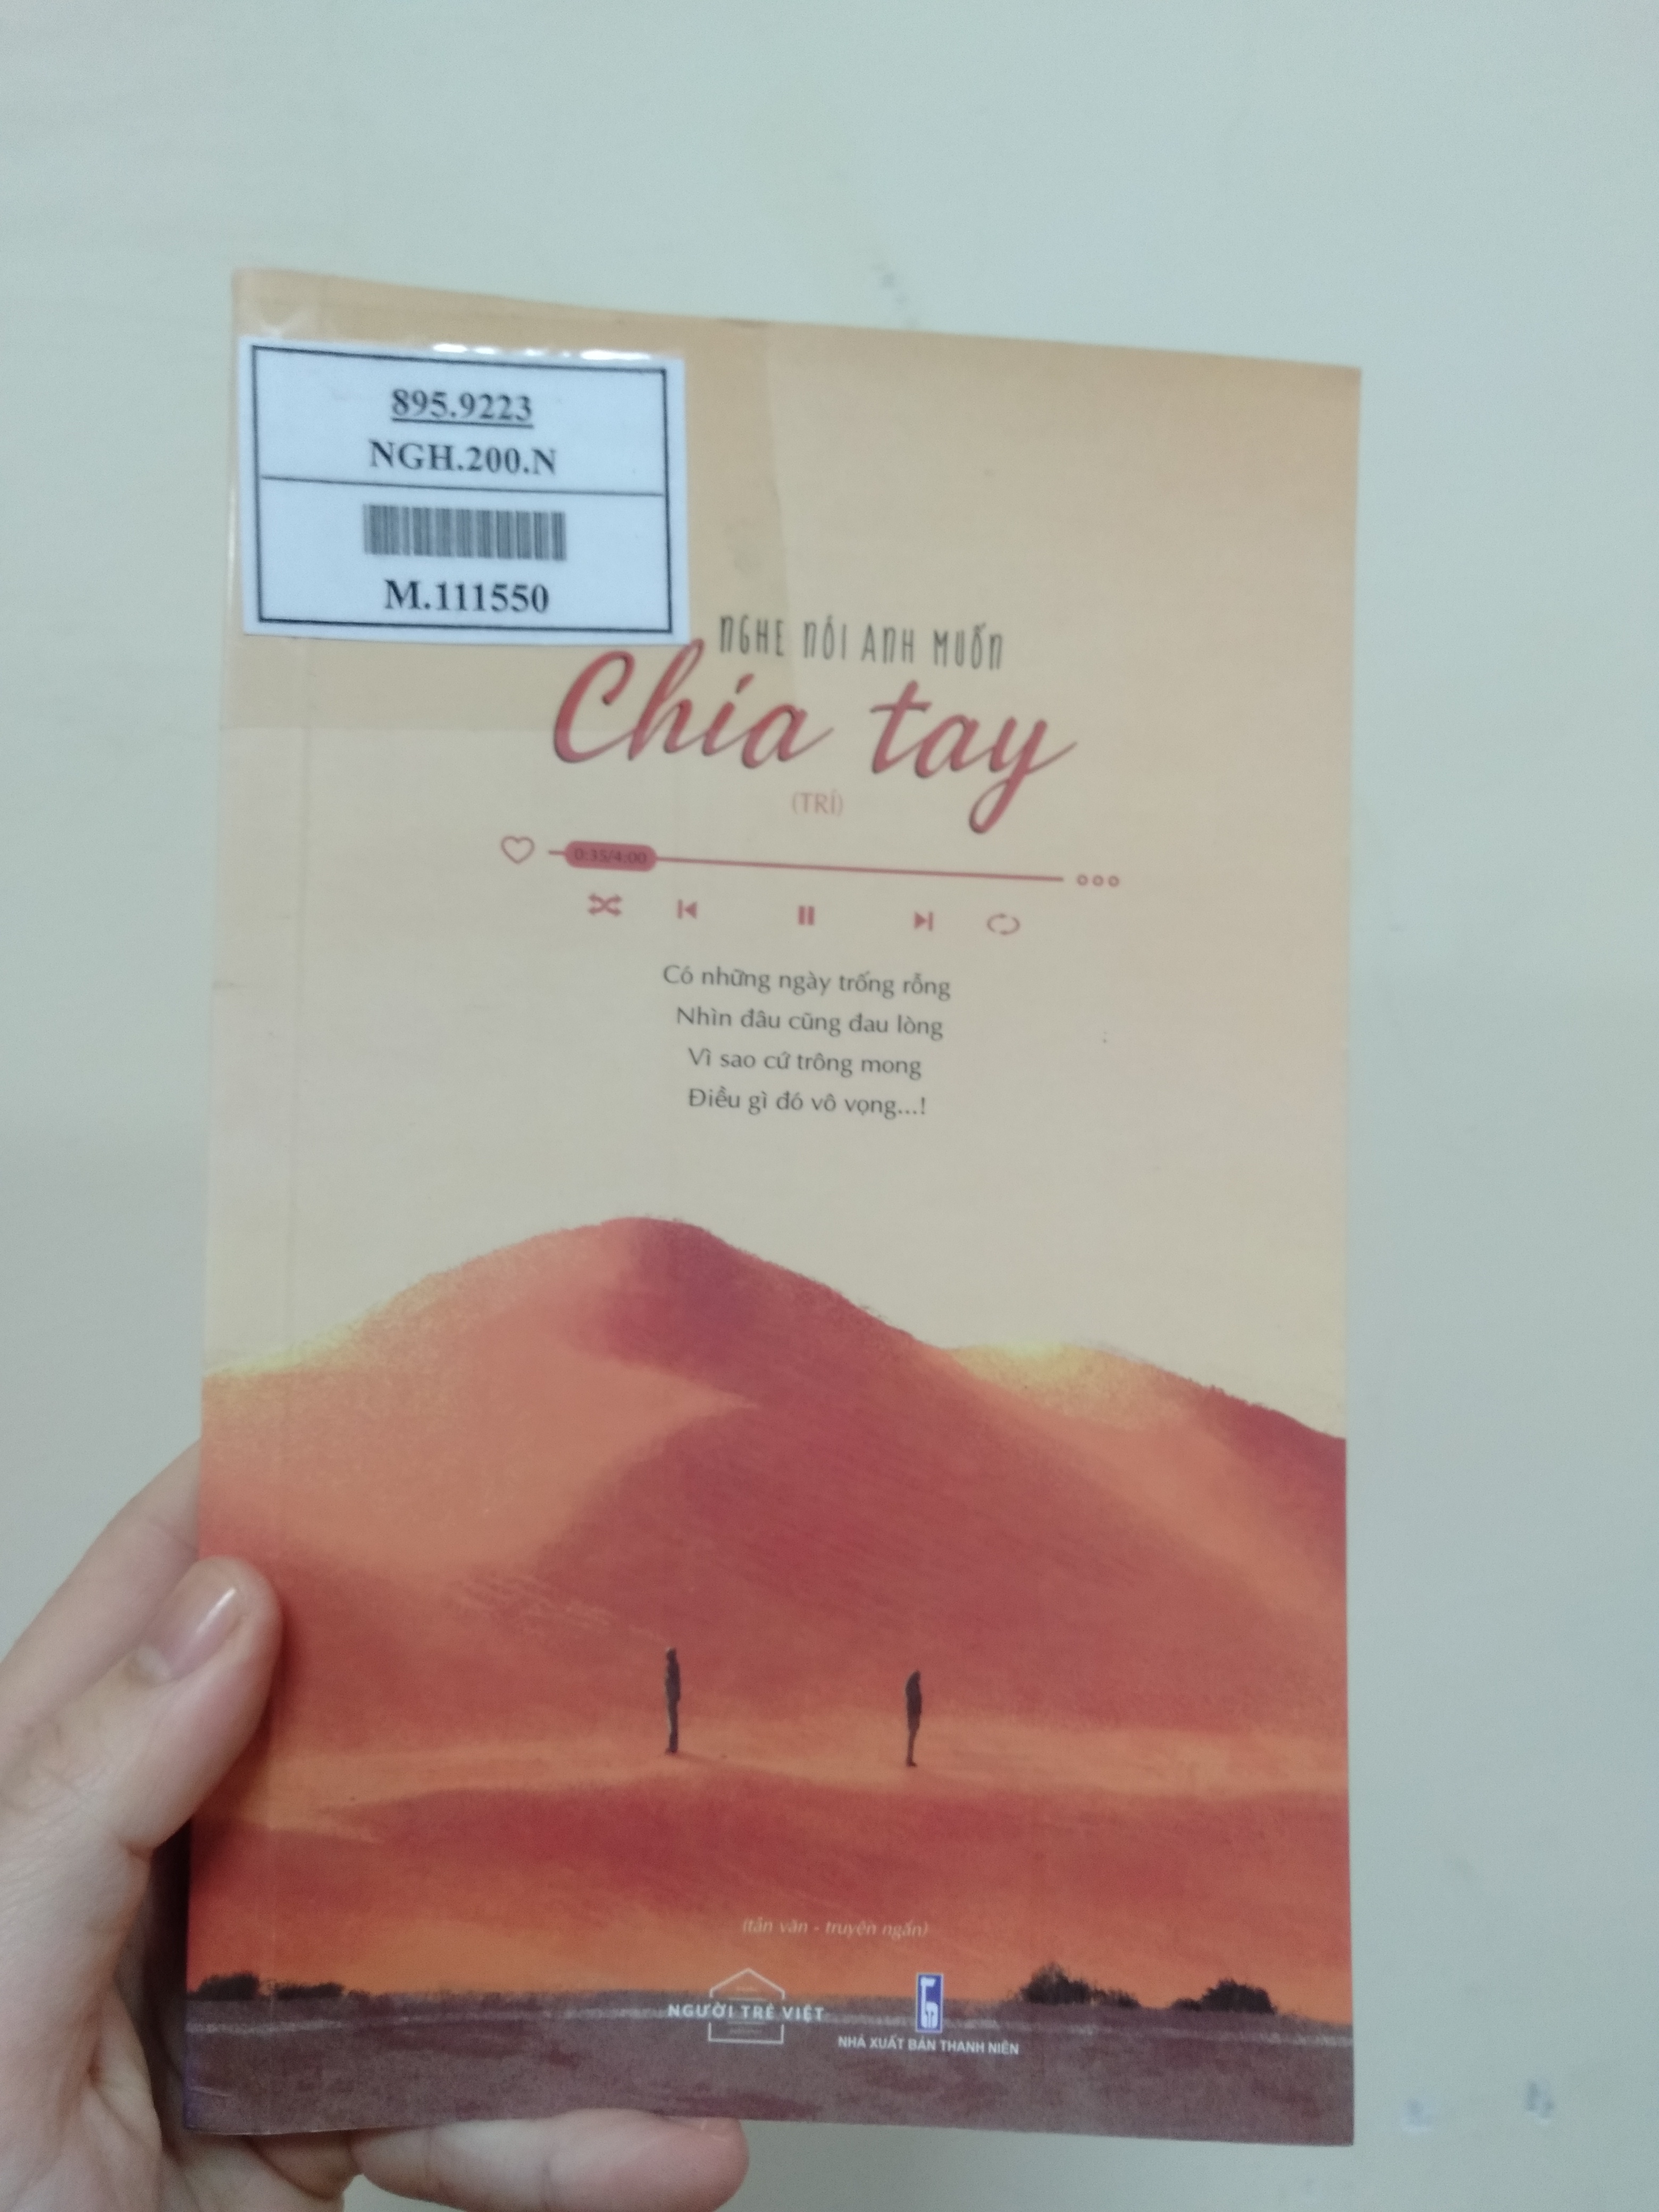 895.9223
NGH.200.N
M.111550
NGHE NÓI ANH MUỐN
Chia tay
(TRÍ)
0:35/4:00
Có những ngày trống rỗng
Nhìn đâu cũng đau lòng
Vì sao cứ trông mong
Điều gì đó vô vọng...!
(tản văn - truyện ngắn)
NGƯỜI TRẺ VIỆT
NHÀ XUẤT BẢN THANH NIÊN